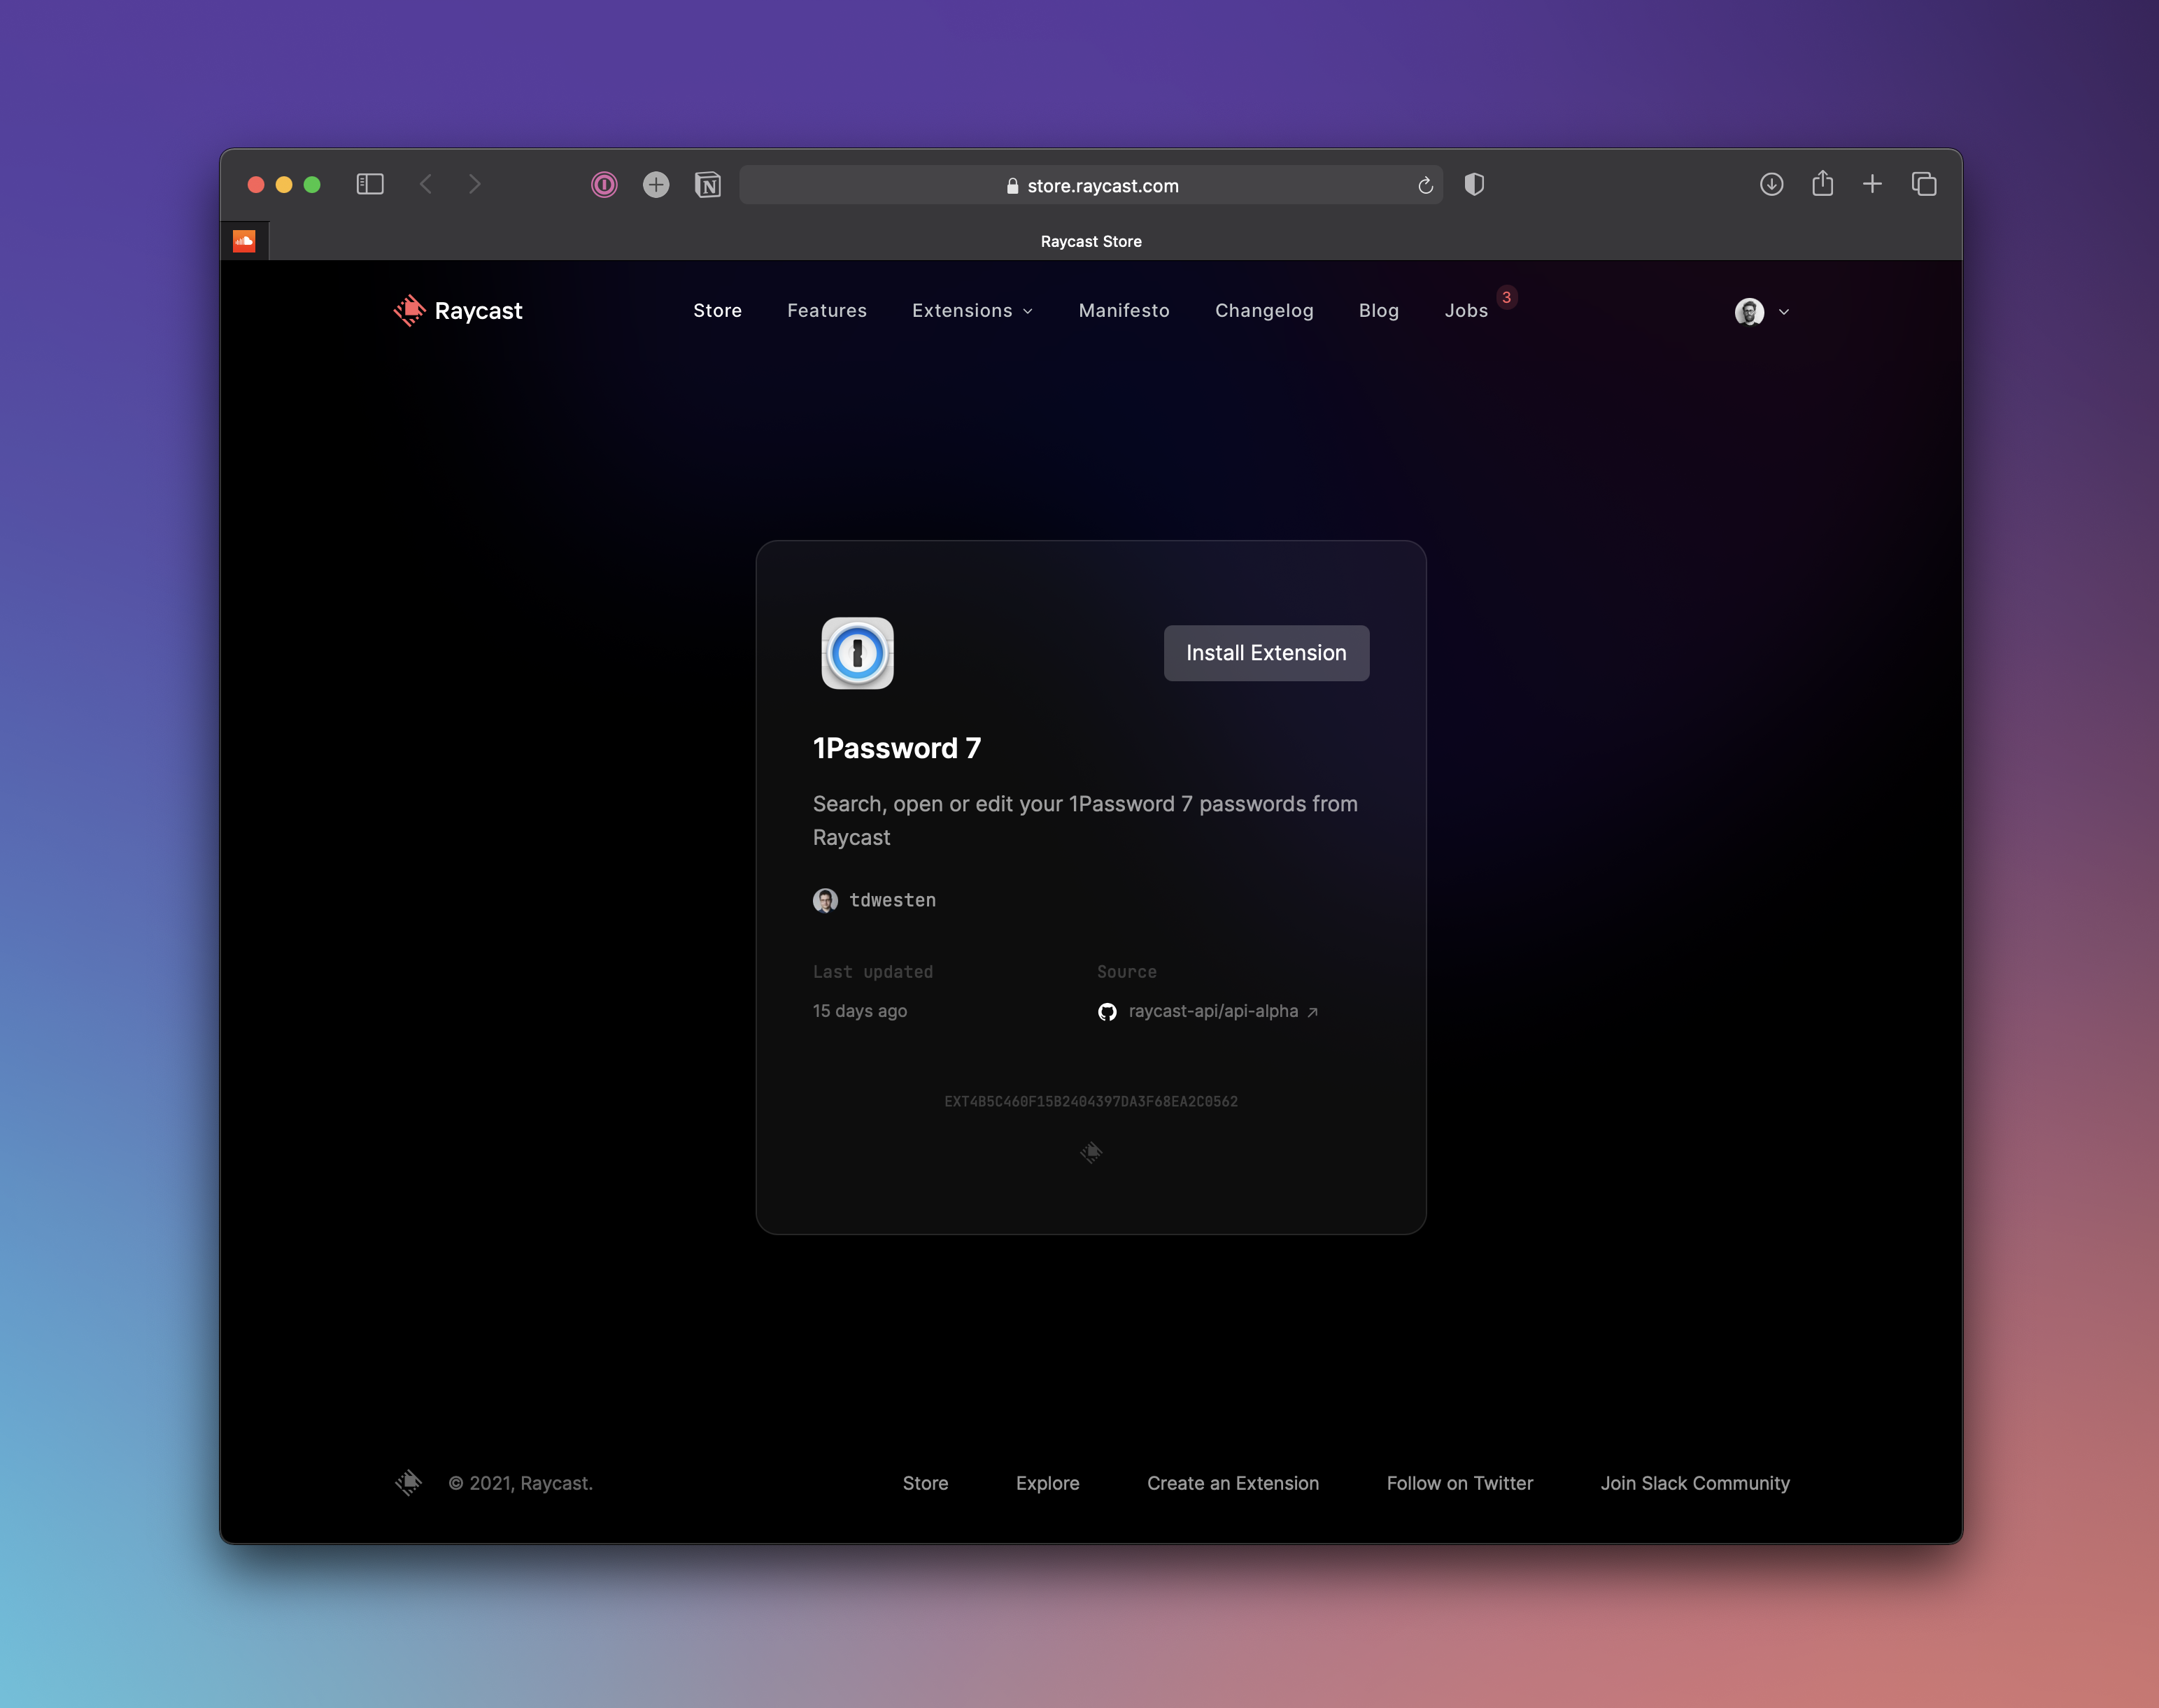 store.raycast.com
Raycast Store
Raycast
Store
Features
Extensions
Manifesto
Changelog
Blog
Jobs
3
Install Extension
1Password 7
Search, open or edit your 1Password 7 passwords from
Raycast
tdwesten
Last updated
Source
15 days ago
raycast-api/api-alpha ↗
EXT4B5C460F15B2404397DA3F68EA2C0562
© 2021, Raycast.
Store
Explore
Create an Extension
Follow on Twitter
Join Slack Community